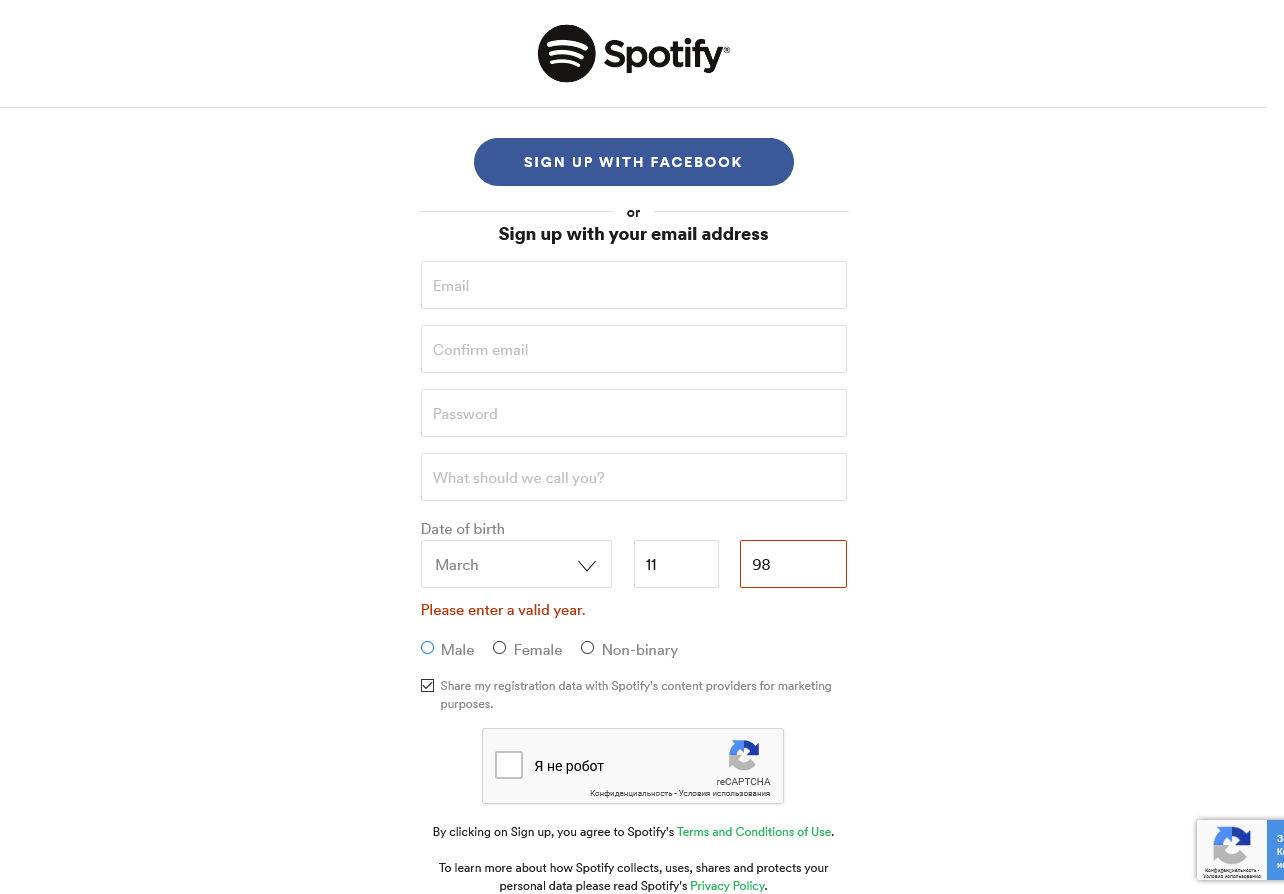 Spotify®
SIGN UP WITH FACEBOOK
or
Sign up with your email address
Email
Confirm email
Password
What should we call you?
Date of birth
March 11 98
Please enter a valid year.
Male Female Non-binary
Share my registration data with Spotify's content providers for marketing
purposes.
Я не робот
reCAPTCHA
Конфиденциальность - Условия использования
By clicking on Sign up, you agree to Spotify's Terms and Conditions of Use.
To learn more about how Spotify collects, uses, shares and protects your
personal data please read Spotify's Privacy Policy.
Конфиденциальность -
Условия использования